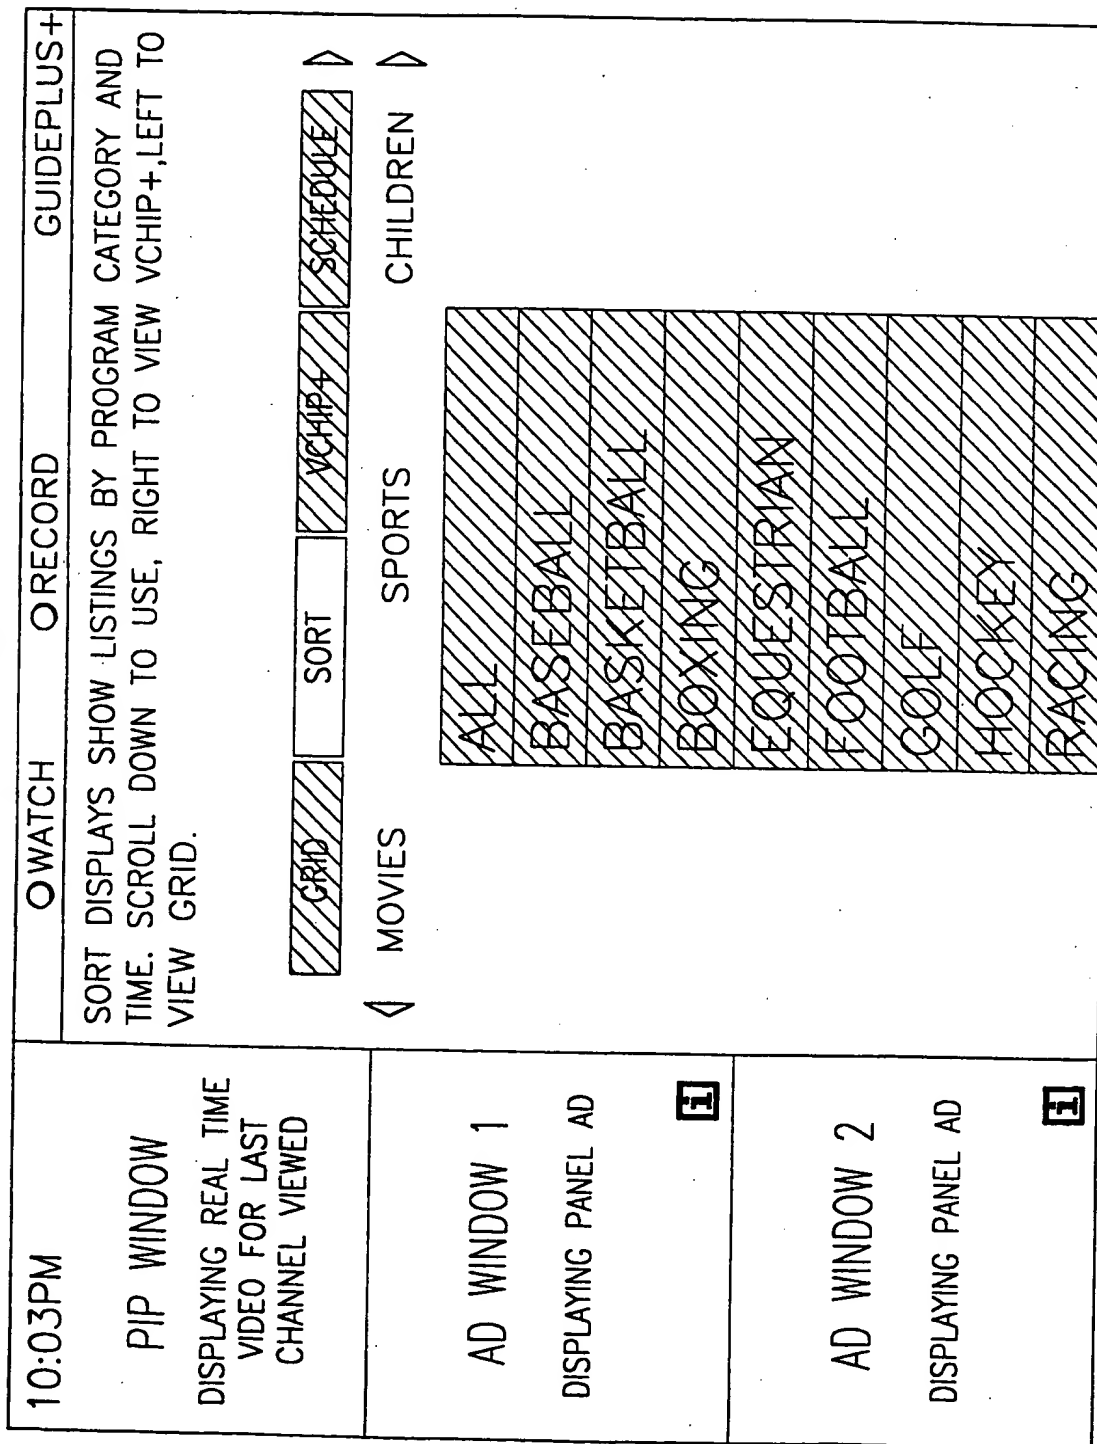 10:03PM
PIP WINDOW
DISPLAYING REAL TIME
VIDEO FOR LAST
CHANNEL VIEWED
AD WINDOW 1
DISPLAYING PANEL AD
i
AD WINDOW 2
DISPLAYING PANEL AD
i
OWATCH ORECORD GUIDEPLUS+
SORT DISPLAYS SHOW LISTINGS BY PROGRAM CATEGORY AND
TIME. SCROLL DOWN TO USE, RIGHT TO VIEW VCHIP+,LEFT TO
VIEW GRID.
GRID SORT VCHIP+ SCHEDULE
MOVIES SPORTS CHILDREN
ALL
BASEBALL
BASKETBALL
BOXING
EQUESTRIAN
FOOTBALL
GOLF
HOCKEY
RACING